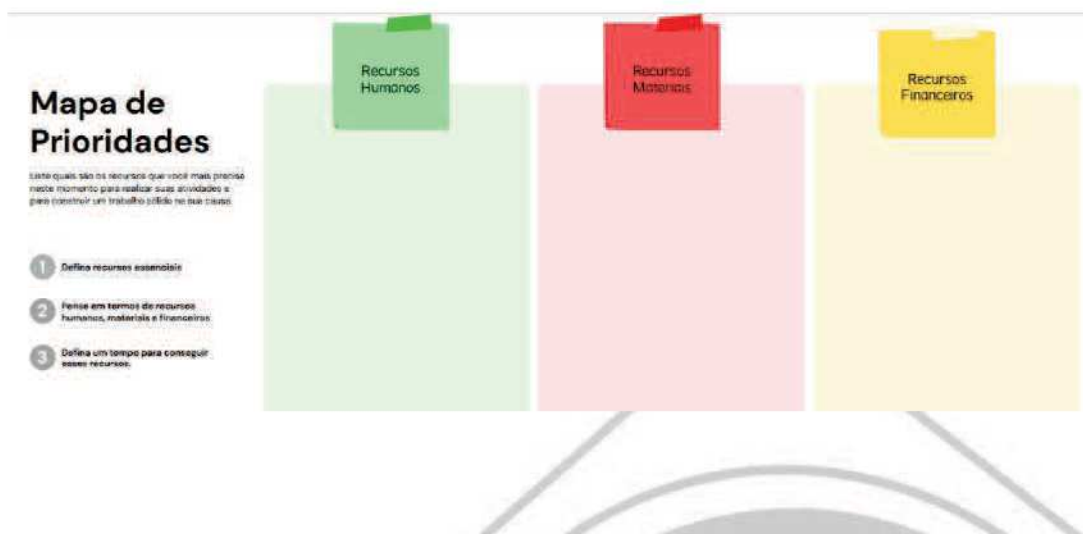 Mapa de
Prioridades
Liste quais são os recursos que você mais precisa
neste momento para realizar suas atividades e
para construir um trabalho sólido na sua causa
1 Defina recursos essenciais
2 Pense em termos de recursos
humanos, materiais e financeiros
3 Defina um tempo para conseguir
esses recursos.
Recursos
Humanos
Recursos
Materiais
Recursos
Financeiros